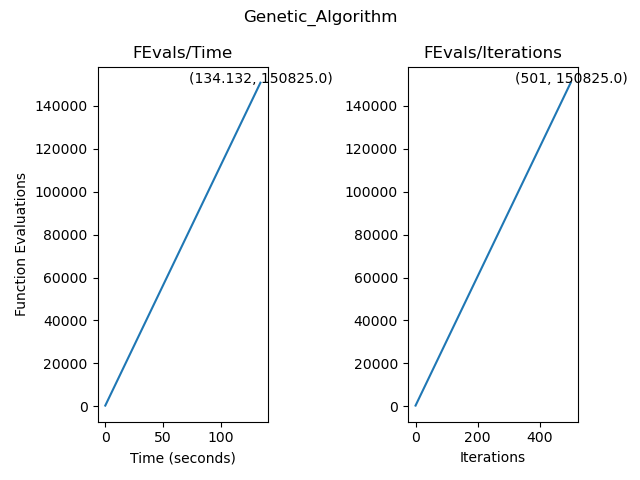 Genetic_Algorithm
FEvals/Time
(134.132, 150825.0)
140000
120000
100000
80000
60000
40000
20000
0
Function Evaluations
0 50 100
Time (seconds)
FEvals/Iterations
(501, 150825.0)
140000
120000
100000
80000
60000
40000
20000
0
0 200 400
Iterations